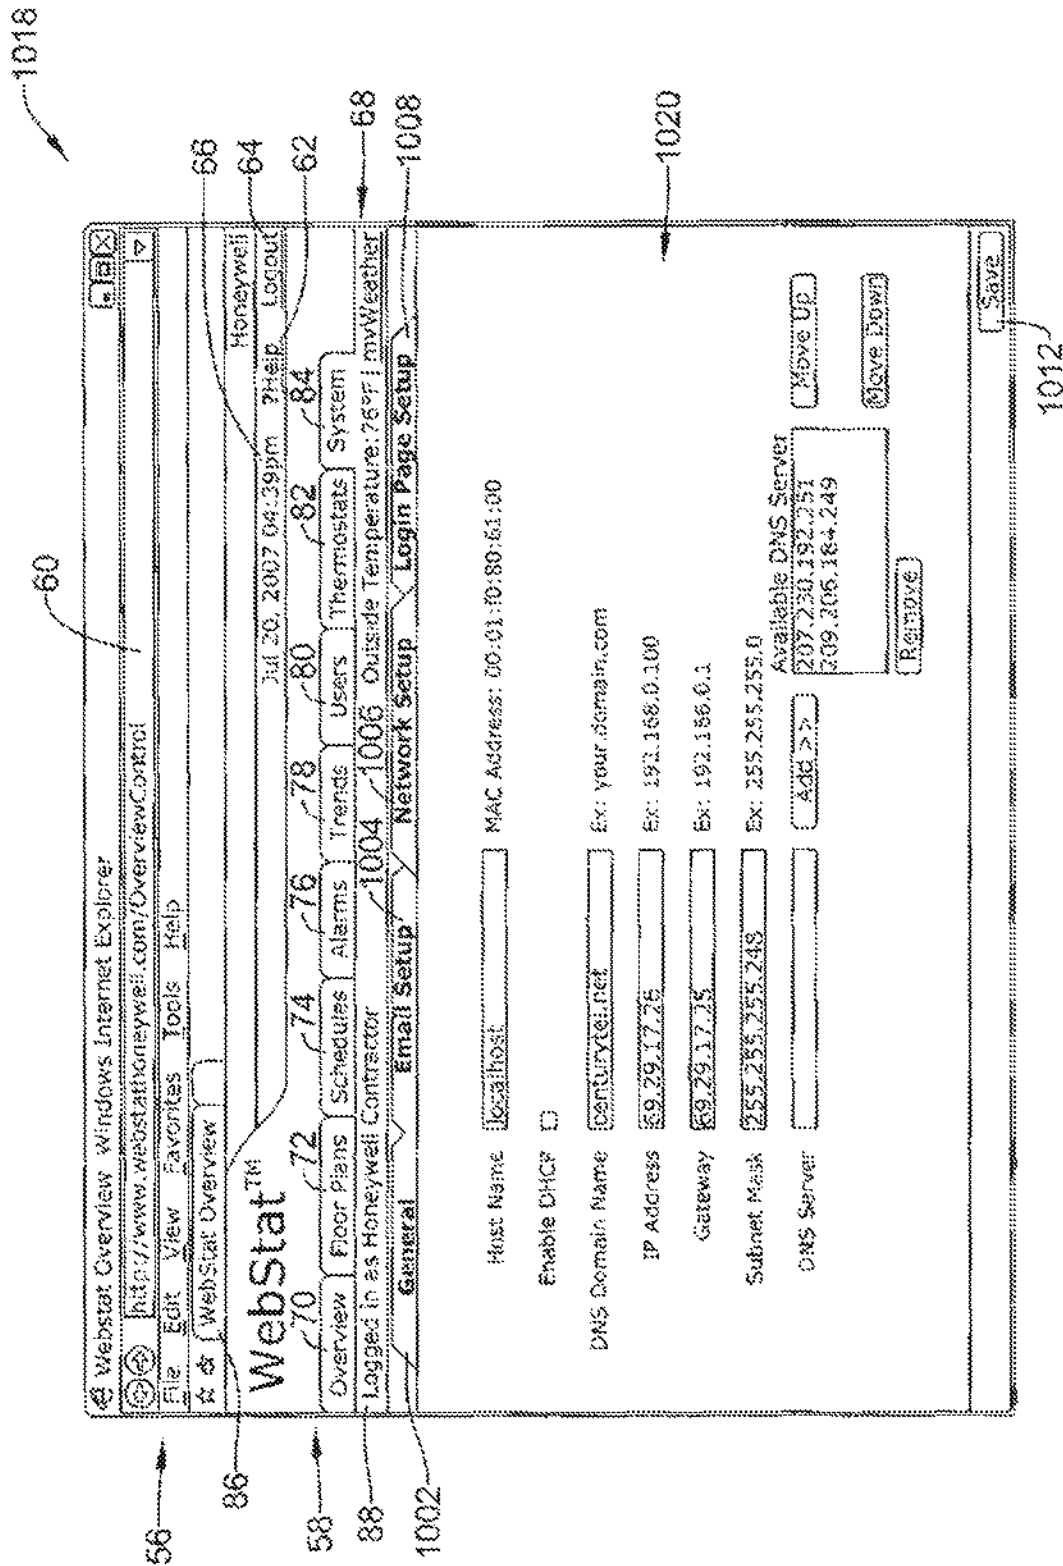 1018
60
66
64
62
Webstat Overview Windows Internet Explorer
http://www.webstathoneywell.com/OverviewControl
56
File Edit View Favorites Tools Help
WebStat Overview
86
Honeywell
WebStat™
Jul 20, 2007 04:39pm ?Help Logout
70 72 74 76 78 80 82 84
58
Overview Floor Plans Schedules Alarms Trends Users Thermostats System
88
Logged in as Honeywell Contractor
1004 1006
Outside Temperature:76°F | myWeather
68
1002
General Email Setup Network Setup Login Page Setup
1008
Host Name localhost MAC Address: 00:01:f0:80:61:00
Enable DHCP
DNS Domain Name centurytel.net Ex: your.domain.com
IP Address 69.29.17.26 Ex: 192.168.0.100
1020
Gateway 69.29.17.25 Ex: 192.166.0.1
Subnet Mask 255.255.255.248 Ex: 255.255.255.0
Available DNS Server
DNS Server Add >> 207.230.192.251 Move Up
209.206.184.249
Move Down
Remove
Save
1012